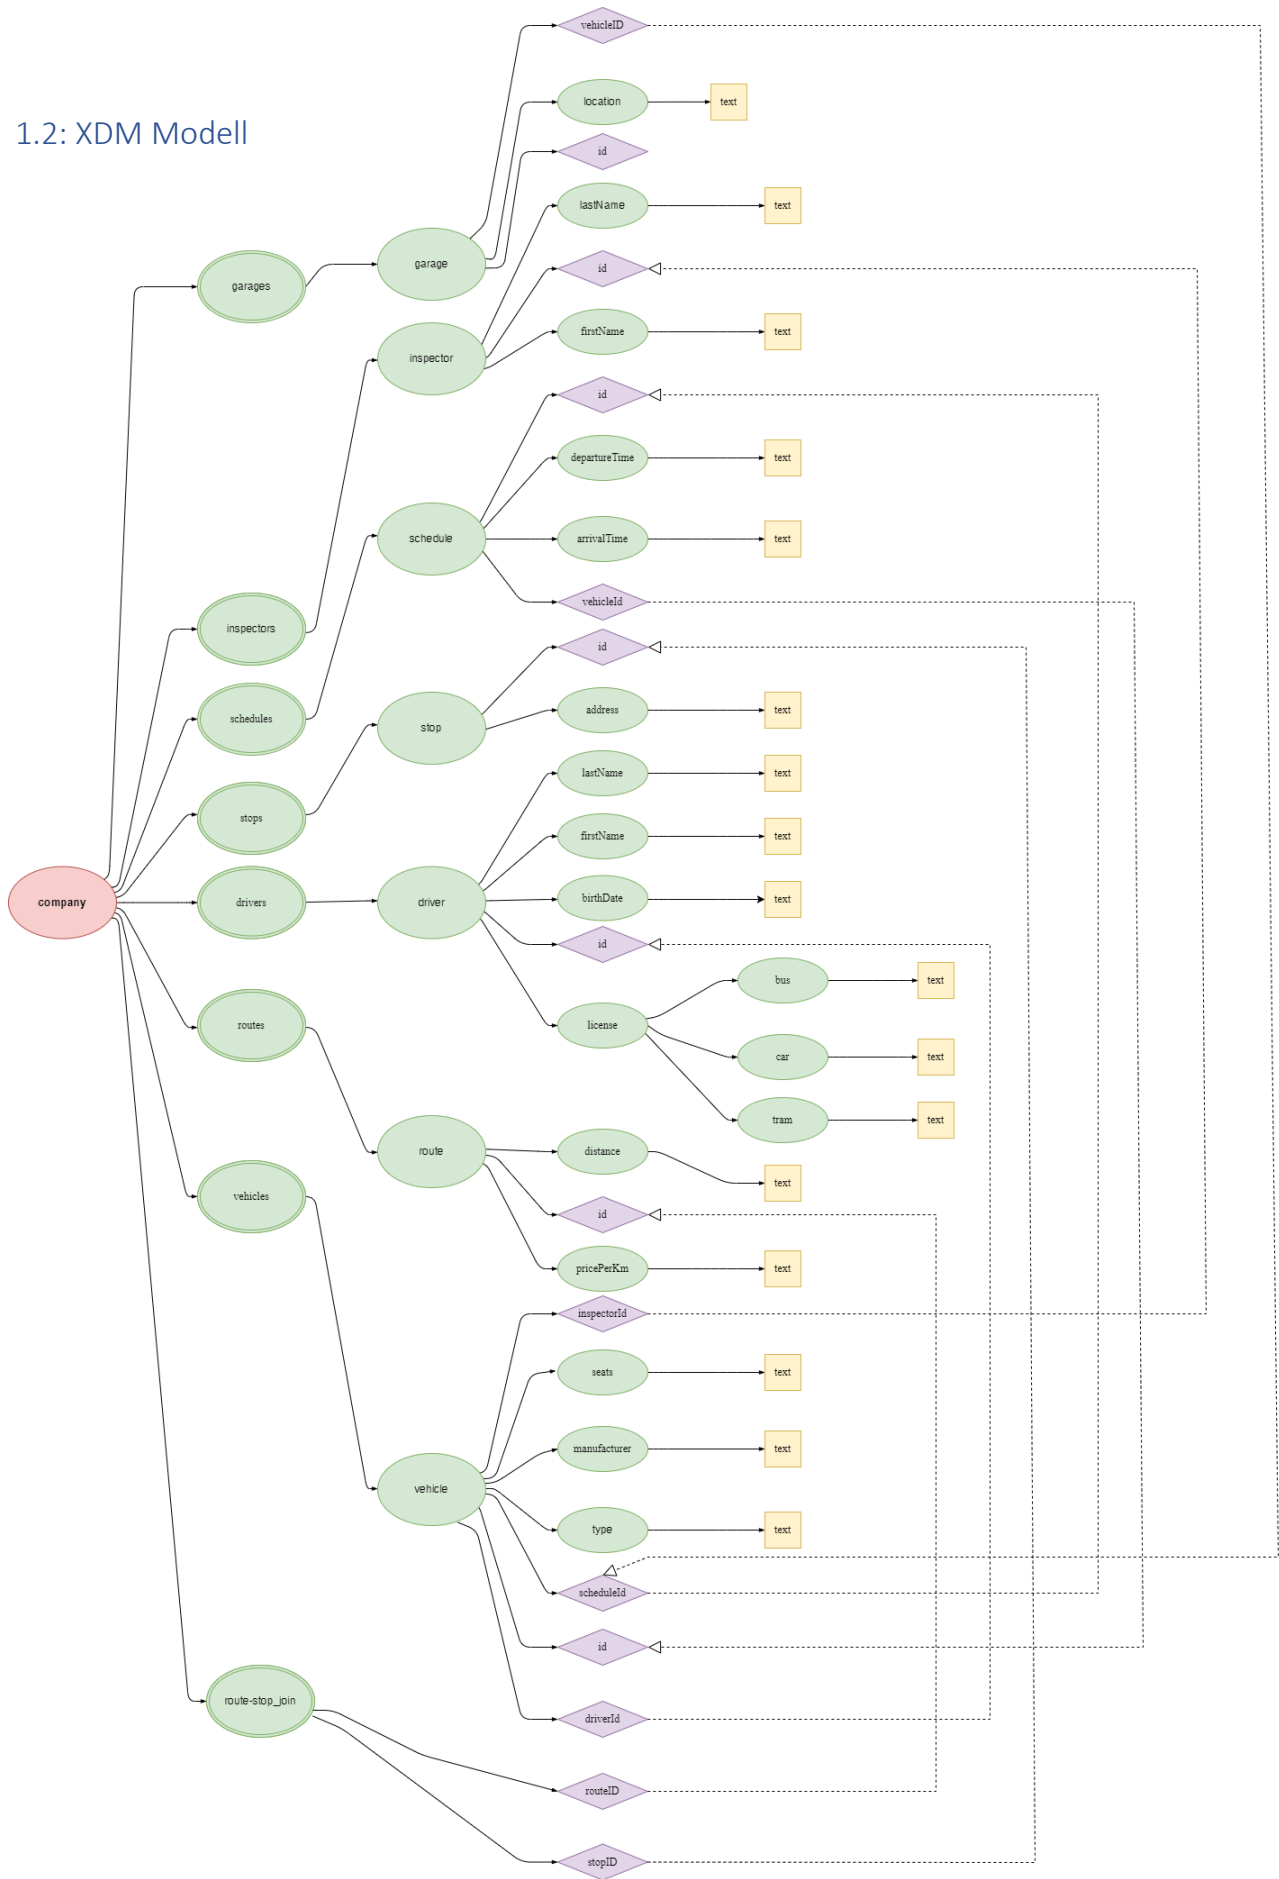 vehicleID
location text
1.2: XDM Modell
id
lastName text
garage
id
garages
firstName text
inspector
id
departureTime text
schedule arrivalTime text
vehicleId
inspectors
id
address text
schedules
stop
lastName text
stops
firstName text
birthDate text
company drivers driver
id
bus text
routes license
car text
tram text
route distance
text
vehicles
id
pricePerKm text
inspectorId
seats text
manufacturer text
vehicle
type text
scheduleId
id
route-stop_join
driverId
routeID
stopID